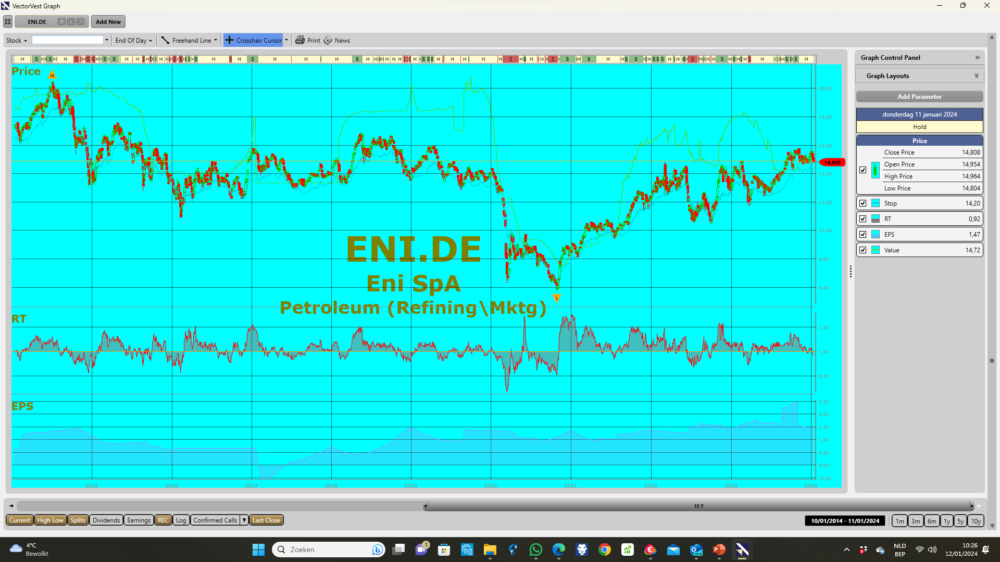 VectorVest Graph
ENI.DE Add New
Stock End Of Day Freehand Line Crosshair Cursor Print News
Price
H
20,00
18,00
16,00
14,808
14,00
12,00
10,00
8,00
6,00
L
ENI.DE
Eni SpA
Petroleum (Refining\Mktg)
RT
1,50
1,00
0,50
EPS
2,50
2,00
1,50
1,00
0,50
0,00
-0,50
2015 2016 2017 2018 2019 2020 2021 2022 2023 2024
Graph Control Panel
Graph Layouts
Add Parameter
donderdag 11 januari 2024
Hold
Price
Close Price 14,808
Open Price 14,954
High Price 14,964
Low Price 14,804
Stop 14,20
RT 0,92
EPS 1,47
Value 14,72
10 Y
Current High Low Splits Dividends Earnings REC Log Confirmed Calls Last Close
10/01/2014 - 11/01/2024 1m 3m 6m 1y 5y 10y
4°C
Bewolkt
Zoeken
1
NEW
NLD
BEP
10:26
12/01/2024